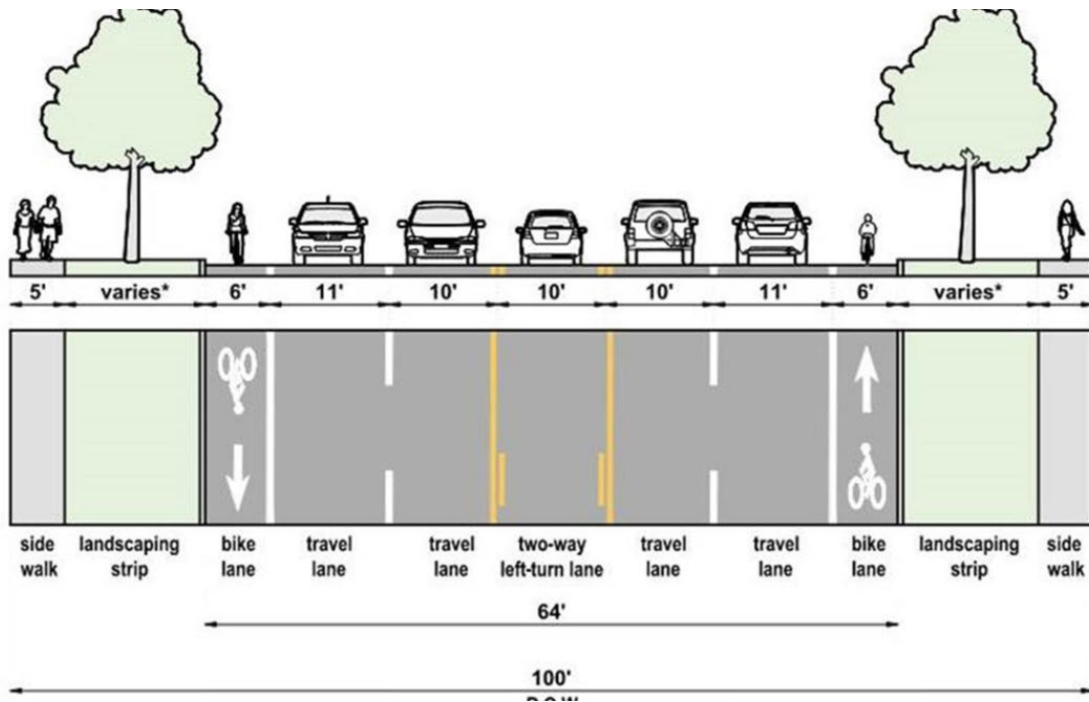 5' varies* 6' 11' 10' 10' 10' 11' 6' varies* 5'
side walk
landscaping strip
bike lane
travel lane
travel lane
two-way left-turn lane
travel lane
travel lane
bike lane
landscaping strip
side walk
64'
100'